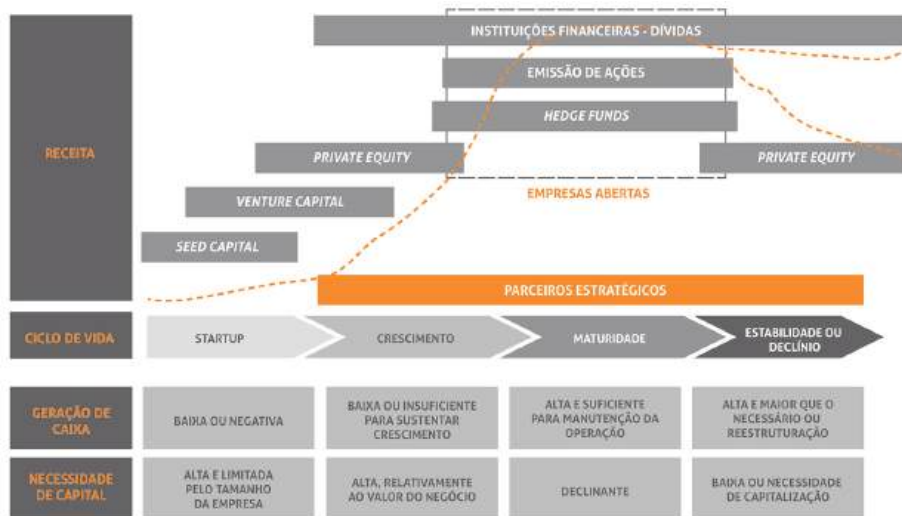 INSTITUIÇÕES FINANCEIRAS - DÍVIDAS
EMISSÃO DE AÇÕES
HEDGE FUNDS
RECEITA
PRIVATE EQUITY
PRIVATE EQUITY
EMPRESAS ABERTAS
VENTURE CAPITAL
SEED CAPITAL
PARCEIROS ESTRATÉGICOS
CICLO DE VIDA
STARTUP
CRESCIMENTO
MATURIDADE
ESTABILIDADE OU
DECLÍNIO
GERAÇÃO DE
CAIXA
BAIXA OU NEGATIVA
BAIXA OU INSUFICIENTE
PARA SUSTENTAR
CRESCIMENTO
ALTA E SUFICIENTE
PARA MANUTENÇÃO DA
OPERAÇÃO
ALTA E MAIOR QUE O
NECESSÁRIO OU
REESTRUTURAÇÃO
NECESSIDADE
DE CAPITAL
ALTA E LIMITADA
PELO TAMANHO
DA EMPRESA
ALTA, RELATIVAMENTE
AO VALOR DO NEGÓCIO
DECLINANTE
BAIXA OU NECESSIDADE
DE CAPITALIZAÇÃO